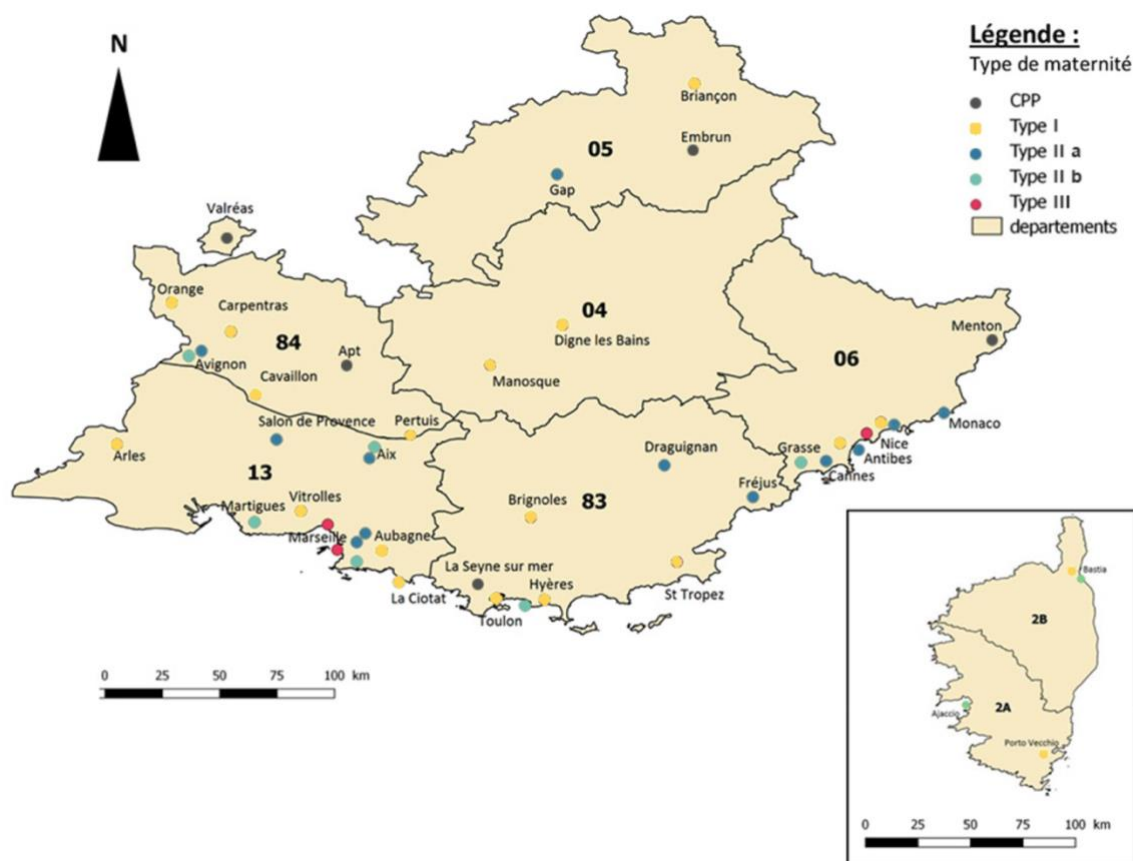 N
Légende :
Type de maternité
CPP
Type I
Type II a
Type II b
Type III
departements
Briançon
Embrun
05
Gap
Valréas
Orange
Carpentras
84
Apt
Avignon
Cavaillon
04
Digne les Bains
Manosque
Menton
06
Monaco
Nice
Antibes
Grasse
Cannes
Salon de Provence
Pertuis
Arles
Aix
13
Martigues
Vitrolles
Marseille
Aubagne
La Ciotat
Draguignan
Fréjus
Brignoles
83
La Seyne sur mer
Hyères
Toulon
St Tropez
0 25 50 75 100 km
Bastia
2B
Ajaccio
2A
Porto Vecchio
0 25 50 75 100 km